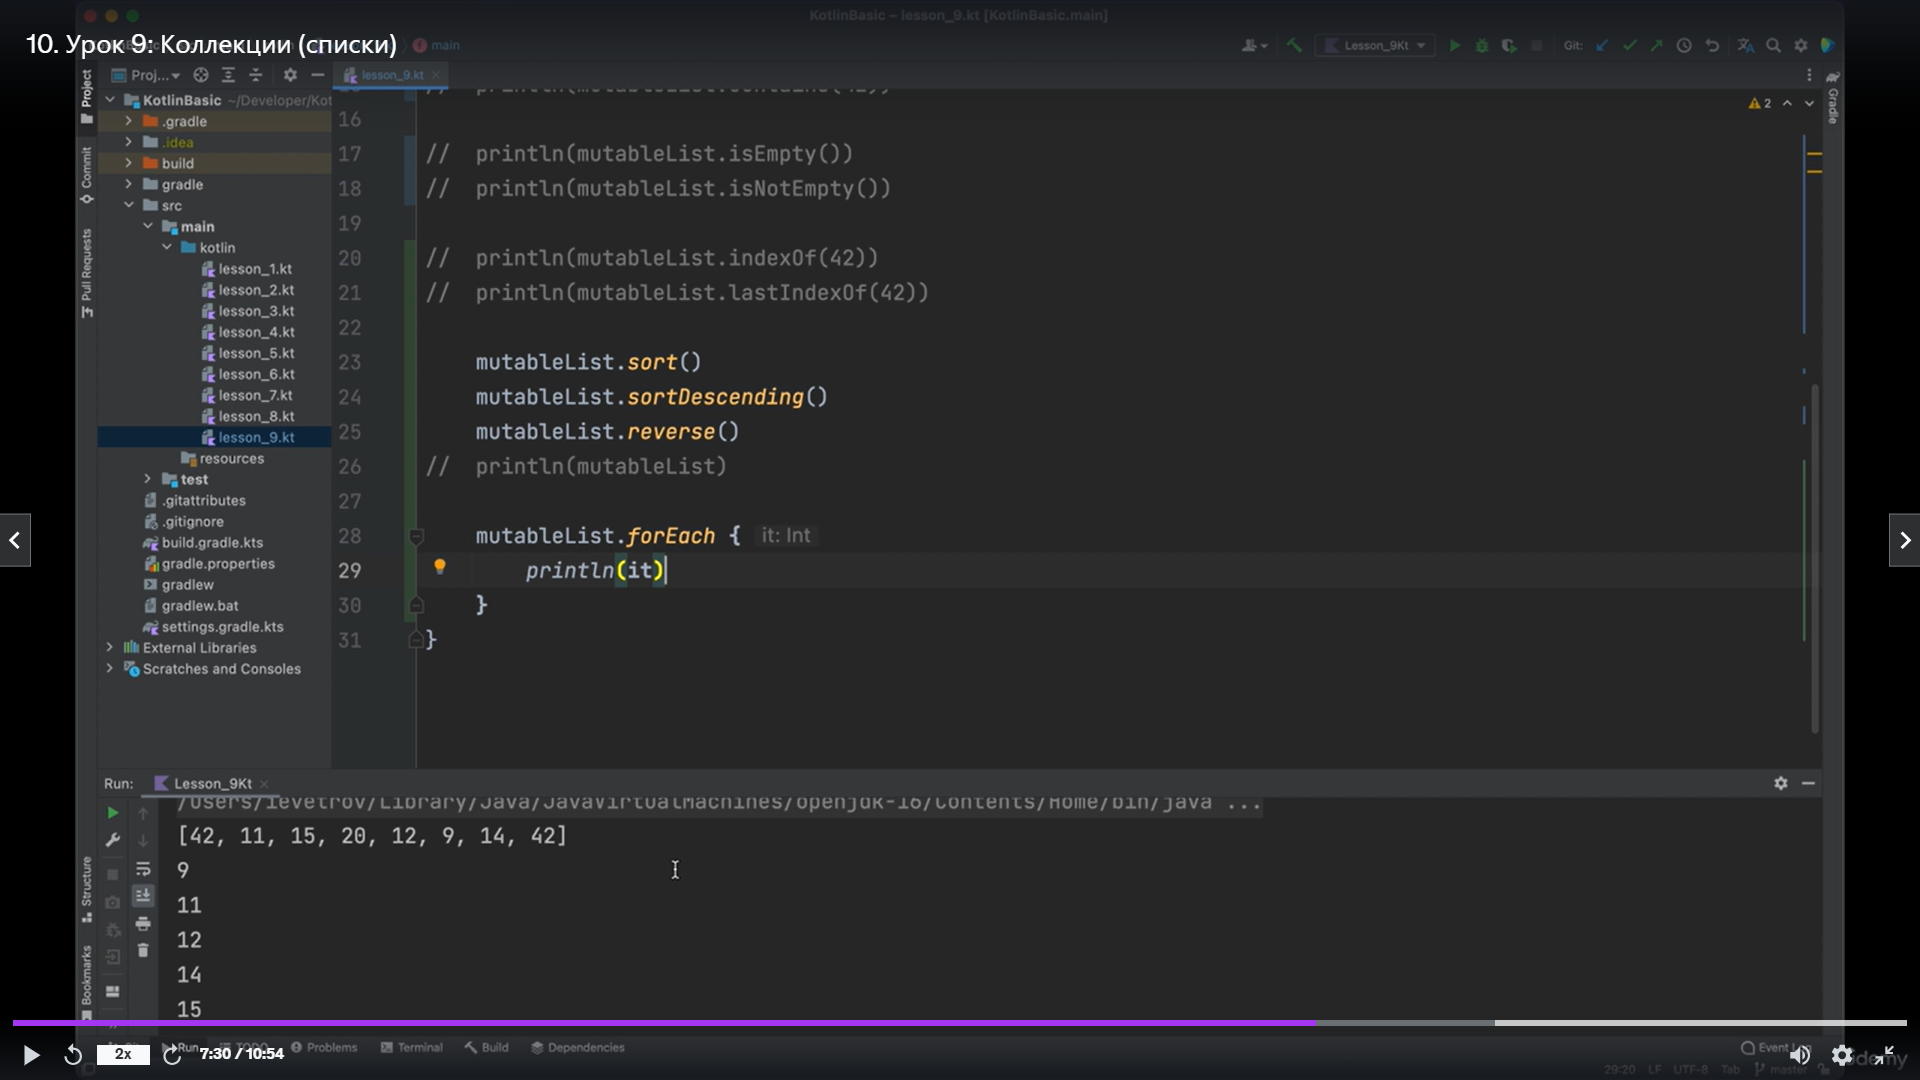 KotlinBasic – lesson_9.kt [KotlinBasic.main]
10. Урок 9: Коллекции (списки)
main
Lesson_9Kt
Git:
Project
Proj...
lesson_9.kt
Gradle
KotlinBasic ~/Developer/Kot
2
.gradle
.idea
build
gradle
src
main
kotlin
lesson_1.kt
lesson_2.kt
lesson_3.kt
lesson_4.kt
lesson_5.kt
lesson_6.kt
lesson_7.kt
lesson_8.kt
lesson_9.kt
resources
test
.gitattributes
.gitignore
build.gradle.kts
gradle.properties
gradlew
gradlew.bat
settings.gradle.kts
External Libraries
Scratches and Consoles
Commit
Pull Requests
16
17 // println(mutableList.isEmpty())
18 // println(mutableList.isNotEmpty())
19
20 // println(mutableList.indexOf(42))
21 // println(mutableList.lastIndexOf(42))
22
23 mutableList.sort()
24 mutableList.sortDescending()
25 mutableList.reverse()
26 // println(mutableList)
27
28 mutableList.forEach { it: Int
29 println(it)
30 }
31 }
Run: Lesson_9Kt
/Users/ievetrov/Library/Java/JavaVirtualMachines/openjdk-16/Contents/Home/bin/java ...
[42, 11, 15, 20, 12, 9, 14, 42]
9
11
12
14
15
Structure
Bookmarks
Run
TODO
Problems
Terminal
Build
Dependencies
2x
7:30 / 10:54
29:20 LF UTF-8 Tab master